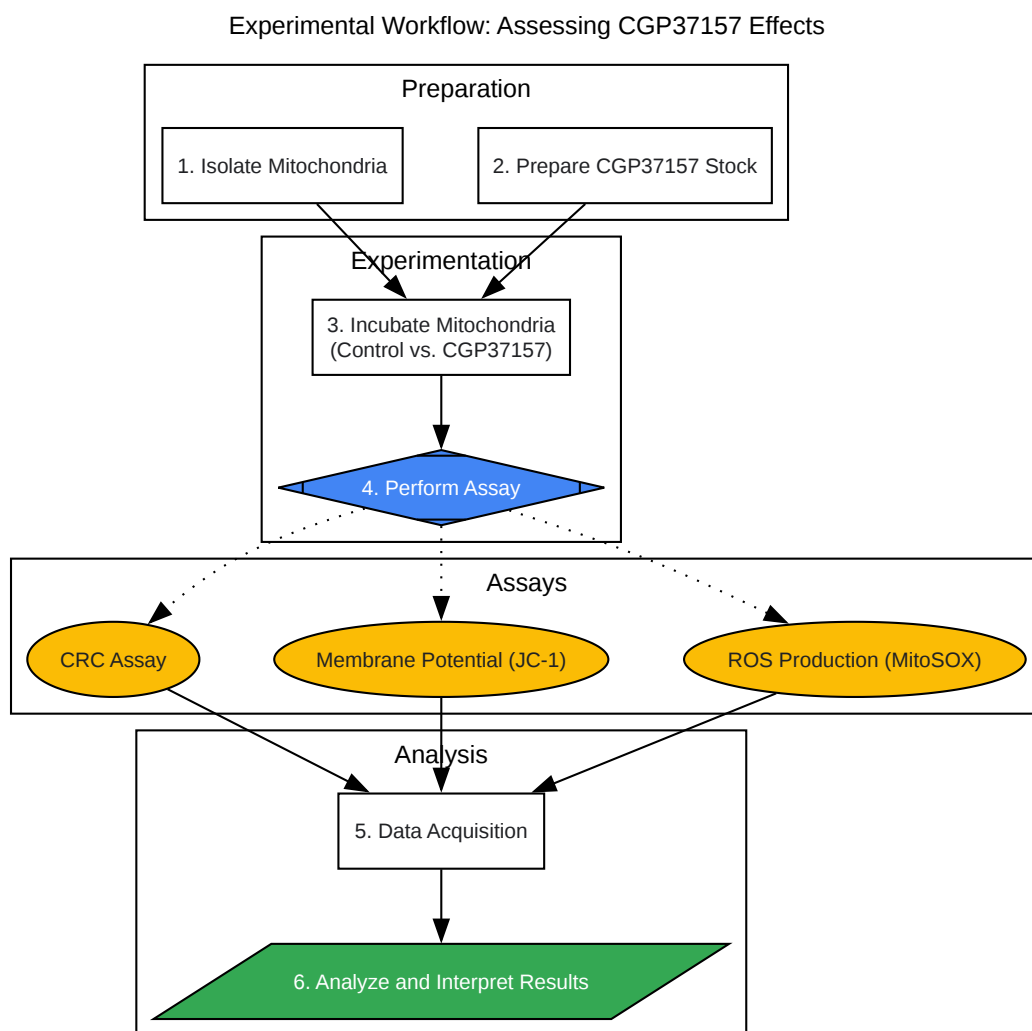 Experimental Workflow: Assessing CGP37157 Effects
Preparation
1. Isolate Mitochondria
2. Prepare CGP37157 Stock
Experimentation
3. Incubate Mitochondria
(Control vs. CGP37157)
4. Perform Assay
Assays
CRC Assay
Membrane Potential (JC-1)
ROS Production (MitoSOX)
Analysis
5. Data Acquisition
6. Analyze and Interpret Results